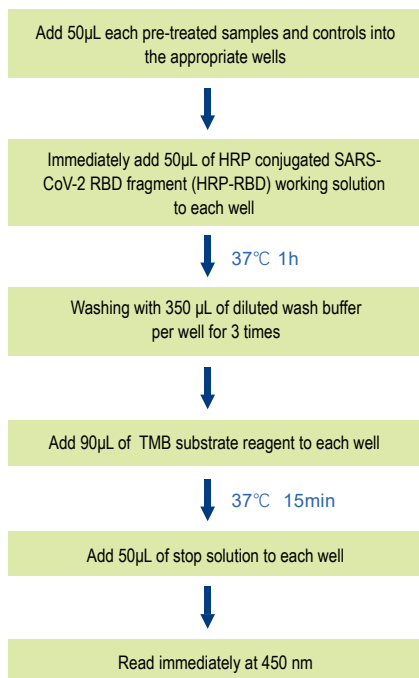 Add 50μL each pre-treated samples and controls into
the appropriate wells
Immediately add 50μL of HRP conjugated SARS-
CoV-2 RBD fragment (HRP-RBD) working solution
to each well
37℃ 1h
Washing with 350 μL of diluted wash buffer
per well for 3 times
Add 90μL of TMB substrate reagent to each well
37℃ 15min
Add 50μL of stop solution to each well
Read immediately at 450 nm